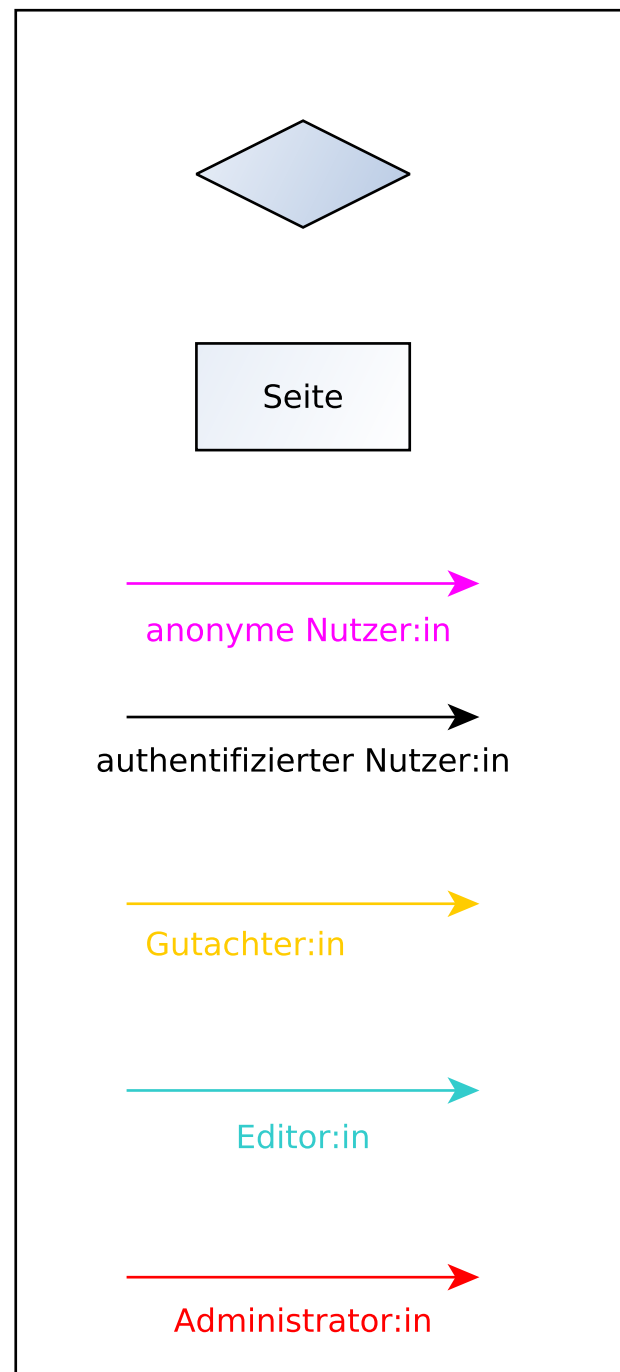 Seite
anonyme Nutzer:in
authentifizierter Nutzer:in
Gutachter:in
Editor:in
Administrator:in